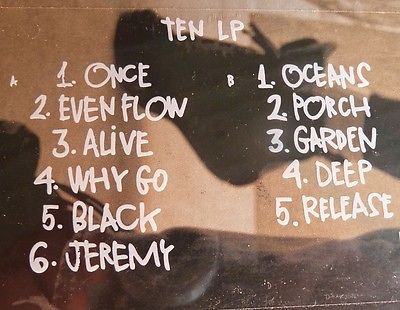 TEN LP
A
1. ONCE
2. EVEN FLOW
3. ALiVE
4. WHY GO
5. BLACK
6. JEREMY
B
1. OCEANS
2. PORCH
3. GARDEN
4. DEEP
5. RELEASE